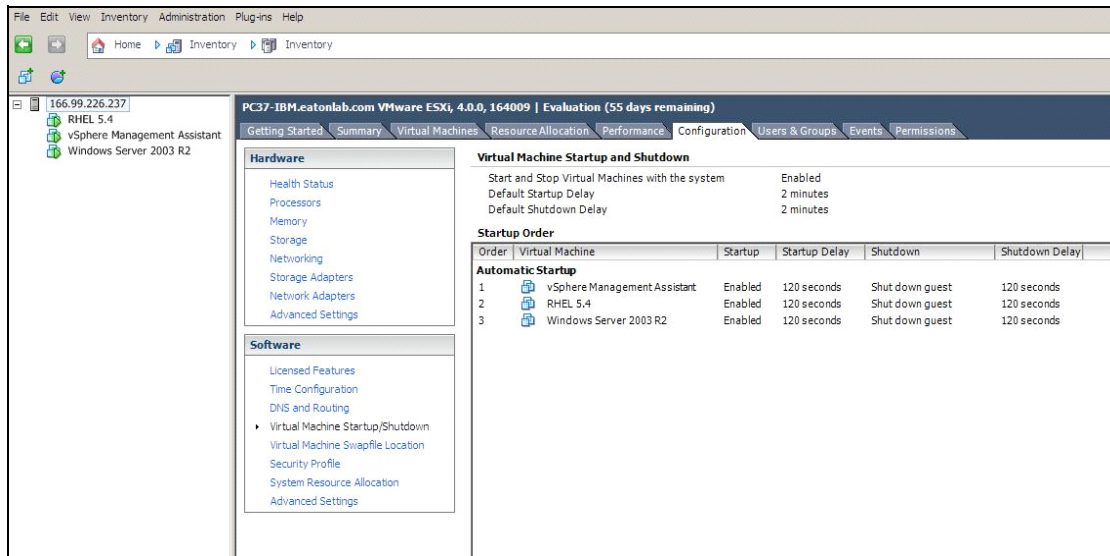 File Edit View Inventory Administration Plug-ins Help
Home Inventory Inventory
166.99.226.237
RHEL 5.4
vSphere Management Assistant
Windows Server 2003 R2
PC37-IBM.eatonlab.com VMware ESXi, 4.0.0, 164009 | Evaluation (55 days remaining)
Getting Started Summary Virtual Machines Resource Allocation Performance Configuration Users & Groups Events Permissions
Hardware
Health Status
Processors
Memory
Storage
Networking
Storage Adapters
Network Adapters
Advanced Settings
Software
Licensed Features
Time Configuration
DNS and Routing
Virtual Machine Startup/Shutdown
Virtual Machine Swapfile Location
Security Profile
System Resource Allocation
Advanced Settings
Virtual Machine Startup and Shutdown
Start and Stop Virtual Machines with the system Enabled
Default Startup Delay 2 minutes
Default Shutdown Delay 2 minutes
Startup Order
Order Virtual Machine Startup Startup Delay Shutdown Shutdown Delay
Automatic Startup
1 vSphere Management Assistant Enabled 120 seconds Shut down guest 120 seconds
2 RHEL 5.4 Enabled 120 seconds Shut down guest 120 seconds
3 Windows Server 2003 R2 Enabled 120 seconds Shut down guest 120 seconds